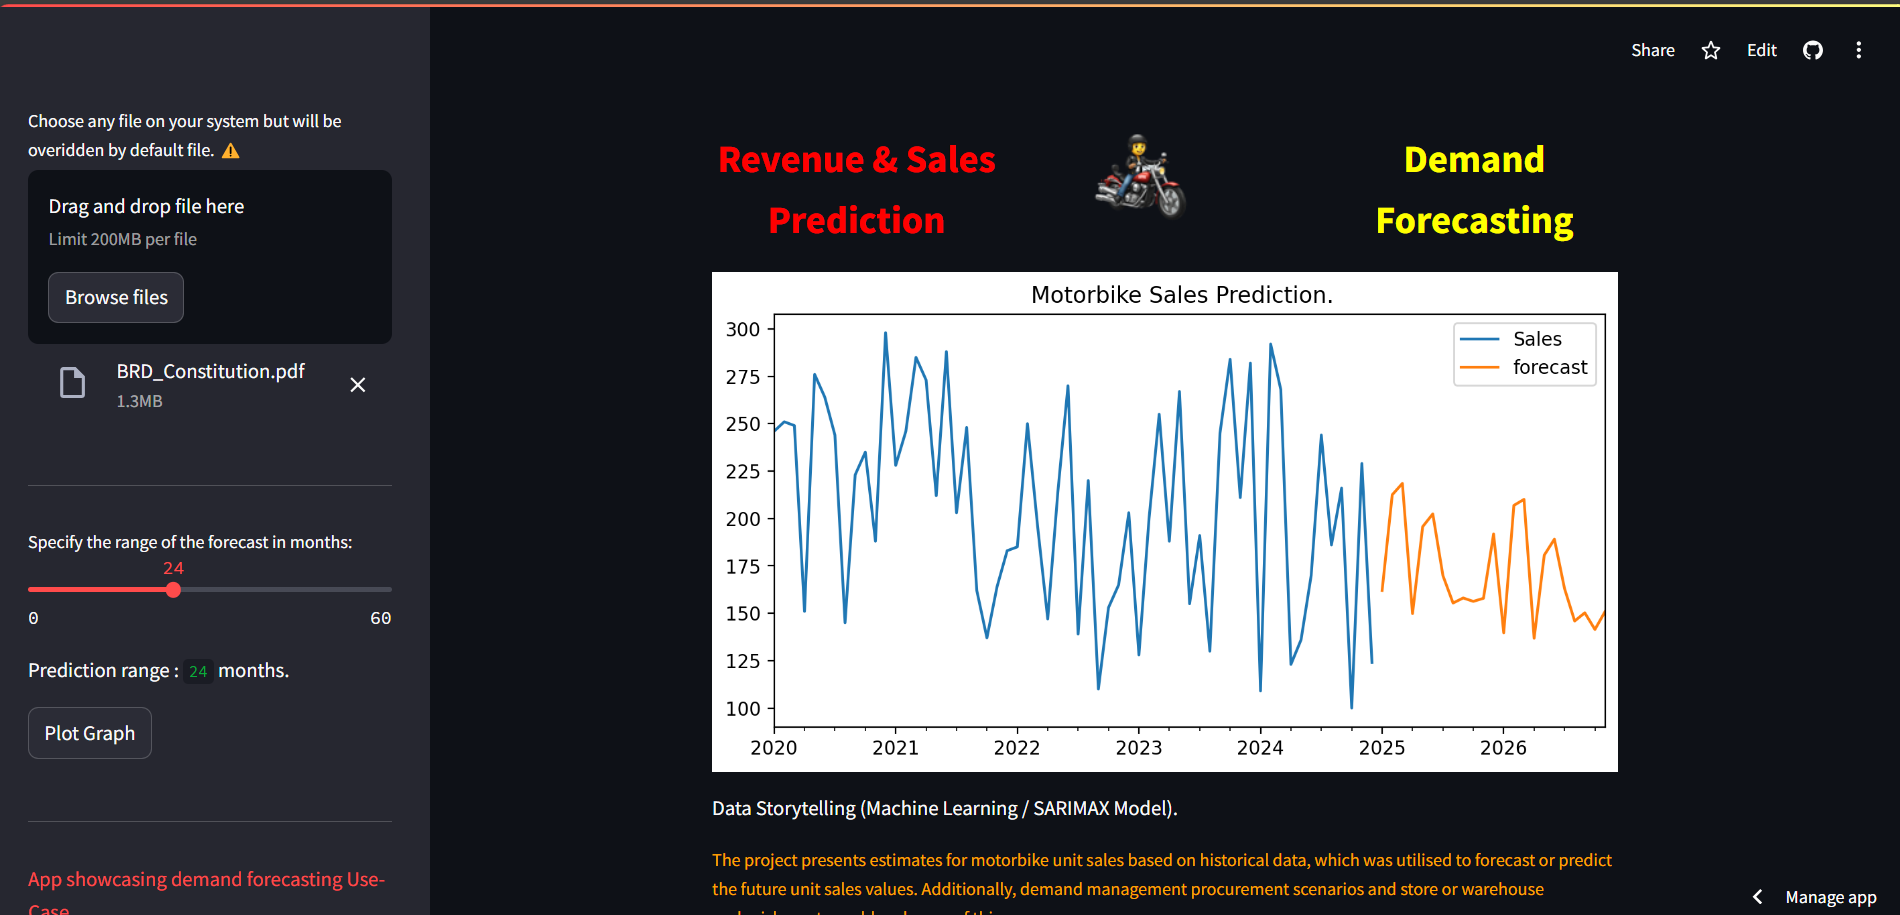 Share
Edit
Choose any file on your system but will be
overidden by default file.
Drag and drop file here
Limit 200MB per file
Browse files
BRD_Constitution.pdf
1.3MB
Specify the range of the forecast in months:
24
0
60
Prediction range : 24 months.
Plot Graph
App showcasing demand forecasting Use-
Case
Revenue & Sales
Prediction
Demand
Forecasting
Motorbike Sales Prediction.
Sales
forecast
300
275
250
225
200
175
150
125
100
2020
2021
2022
2023
2024
2025
2026
Data Storytelling (Machine Learning / SARIMAX Model).
The project presents estimates for motorbike unit sales based on historical data, which was utilised to forecast or predict
the future unit sales values. Additionally, demand management procurement scenarios and store or warehouse
Manage app